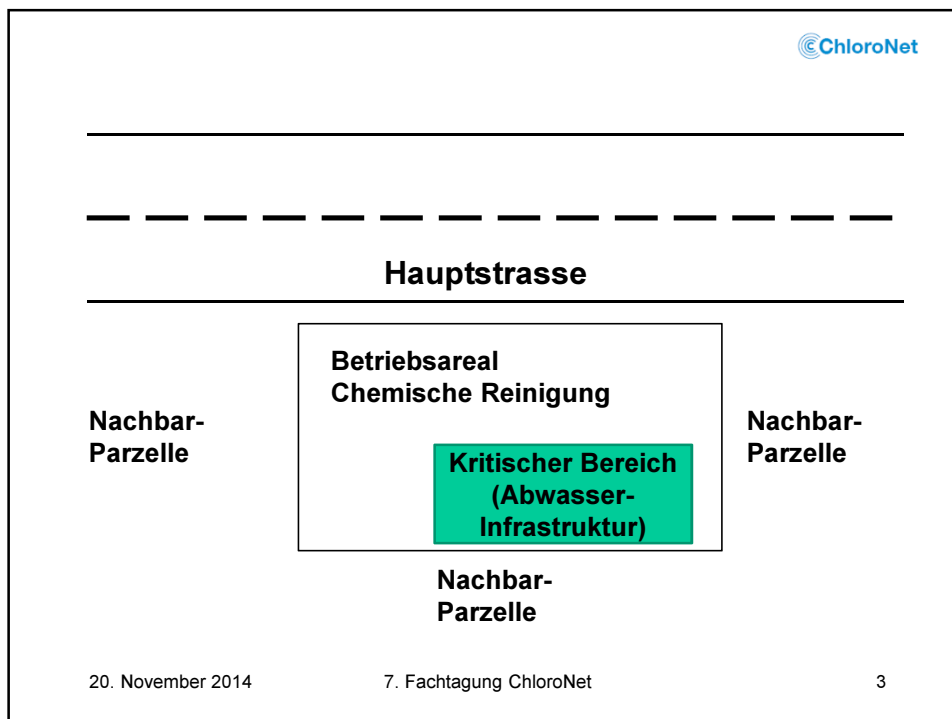 ChloroNet
Hauptstrasse
Betriebsareal
Chemische Reinigung
Nachbar-
Parzelle
Nachbar-
Parzelle
Kritischer Bereich
(Abwasser-
Infrastruktur)
Nachbar-
Parzelle
20. November 2014
7. Fachtagung ChloroNet
3